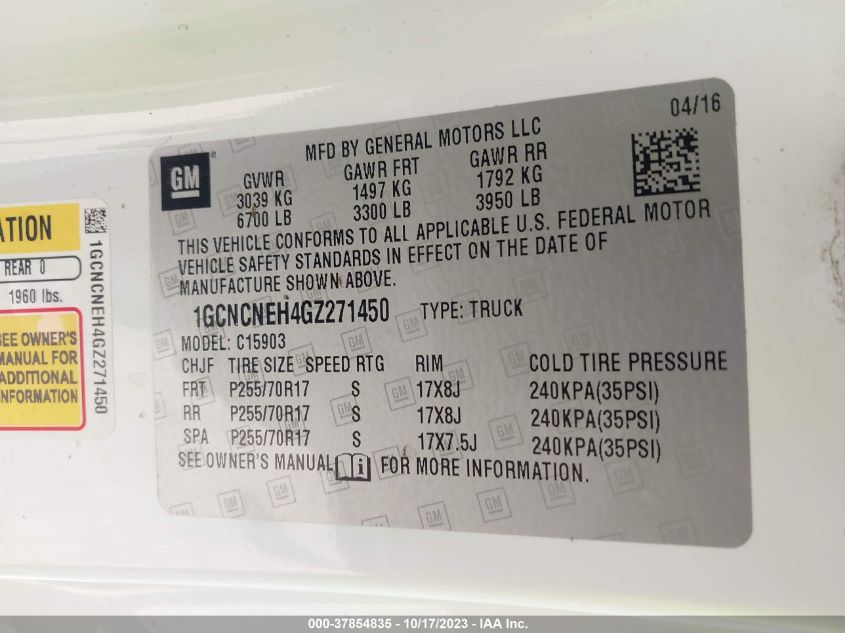 04/16
MFD BY GENERAL MOTORS LLC
GM
GVWR GAWR FRT GAWR RR
3039 KG 1497 KG 1792 KG
6700 LB 3300 LB 3950 LB
THIS VEHICLE CONFORMS TO ALL APPLICABLE U.S. FEDERAL MOTOR
VEHICLE SAFETY STANDARDS IN EFFECT ON THE DATE OF
MANUFACTURE SHOWN ABOVE.
1GCNCNEH4GZ271450 TYPE: TRUCK
MODEL: C15903
CHJF TIRE SIZE SPEED RTG RIM COLD TIRE PRESSURE
FRT P255/70R17 S 17X8J 240KPA(35PSI)
RR P255/70R17 S 17X8J 240KPA(35PSI)
SPA P255/70R17 S 17X7.5J 240KPA(35PSI)
SEE OWNER'S MANUAL FOR MORE INFORMATION.
ATION
REAR 0
1960 lbs.
SEE OWNER'S
MANUAL FOR
ADDITIONAL
INFORMATION
1GCNCNEH4GZ271450
000-37854835 - 10/17/2023 - IAA Inc.